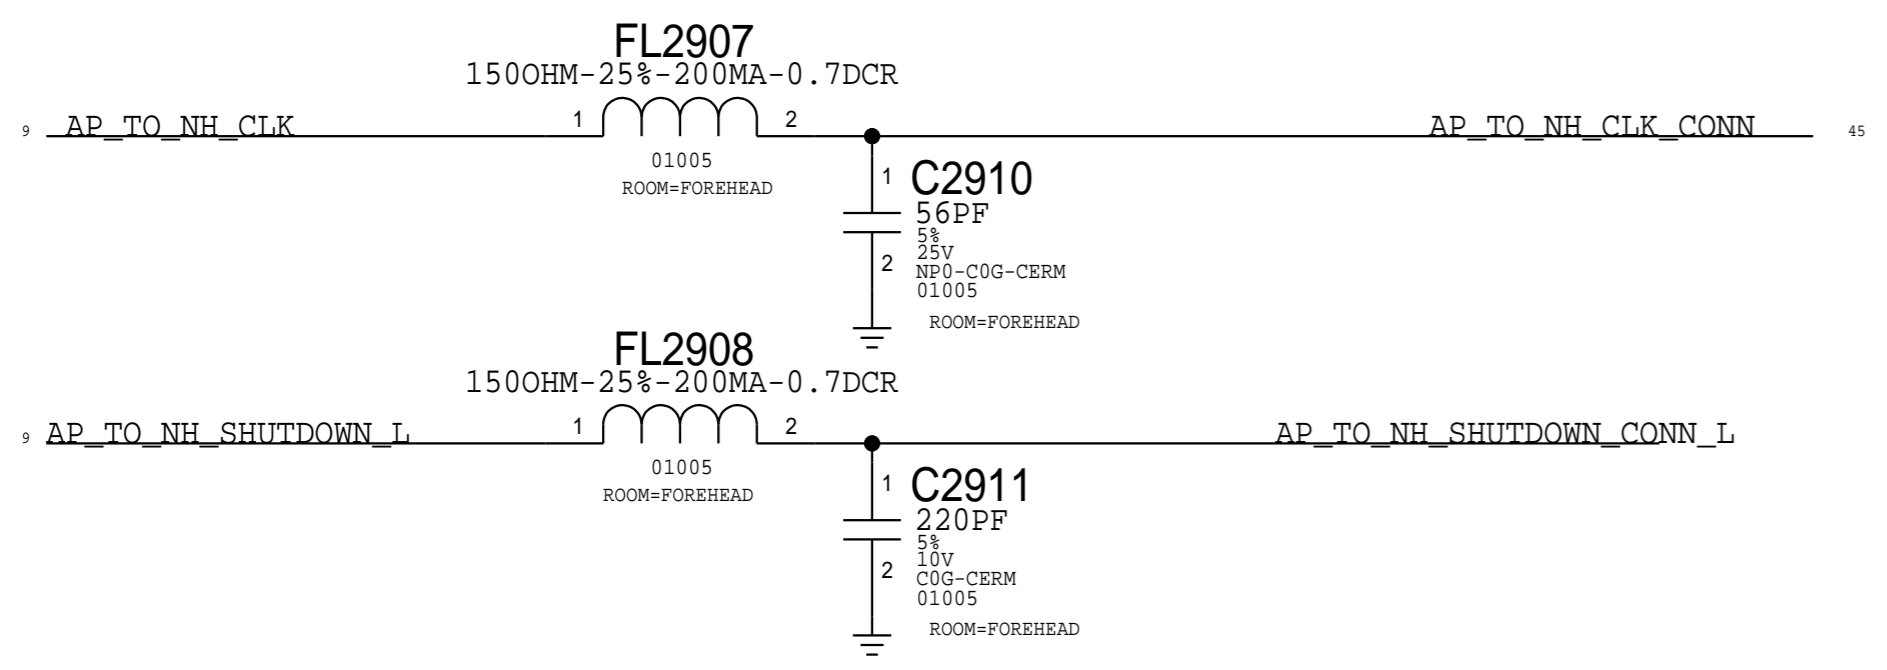 FL2907
150OHM-25%-200MA-0.7DCR
9 AP_TO_NH_CLK 1 2 AP_TO_NH_CLK_CONN 45
01005
ROOM=FOREHEAD
1 C2910
56PF
5%
25V
2 NP0-C0G-CERM
01005
ROOM=FOREHEAD
FL2908
150OHM-25%-200MA-0.7DCR
9 AP_TO_NH_SHUTDOWN_L 1 2 AP_TO_NH_SHUTDOWN_CONN_L
01005
ROOM=FOREHEAD
1 C2911
220PF
5%
10V
2 C0G-CERM
01005
ROOM=FOREHEAD